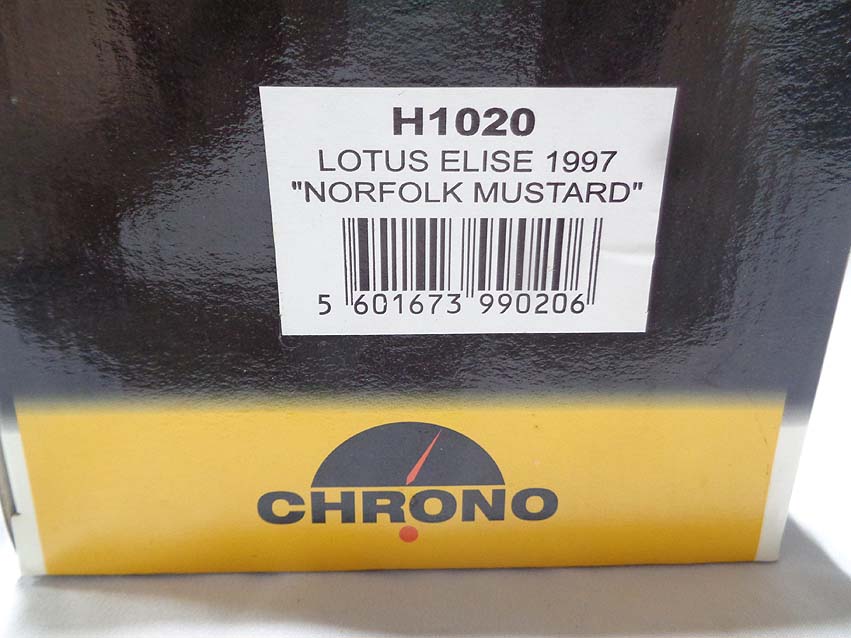 H1020
LOTUS ELISE 1997
"NORFOLK MUSTARD"
5 601673 990206
CHRONO